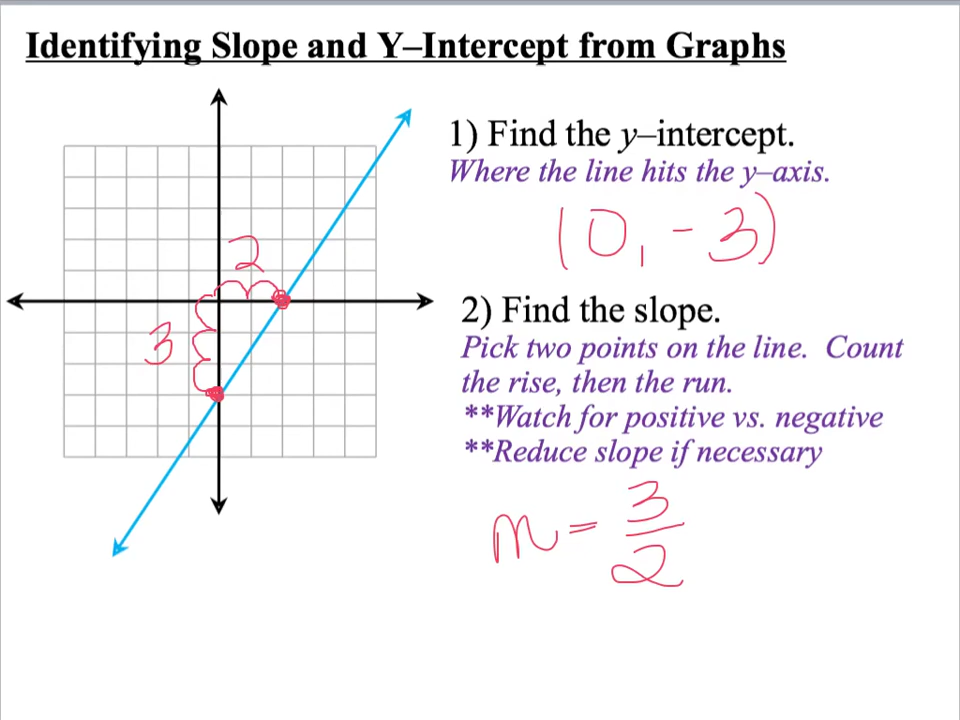 Identifying Slope and Y–Intercept from Graphs
1) Find the y–intercept.
Where the line hits the y–axis.
(0, -3)
2
3
2) Find the slope.
Pick two points on the line.  Count
the rise, then the run.
**Watch for positive vs. negative
**Reduce slope if necessary
m = 3/2